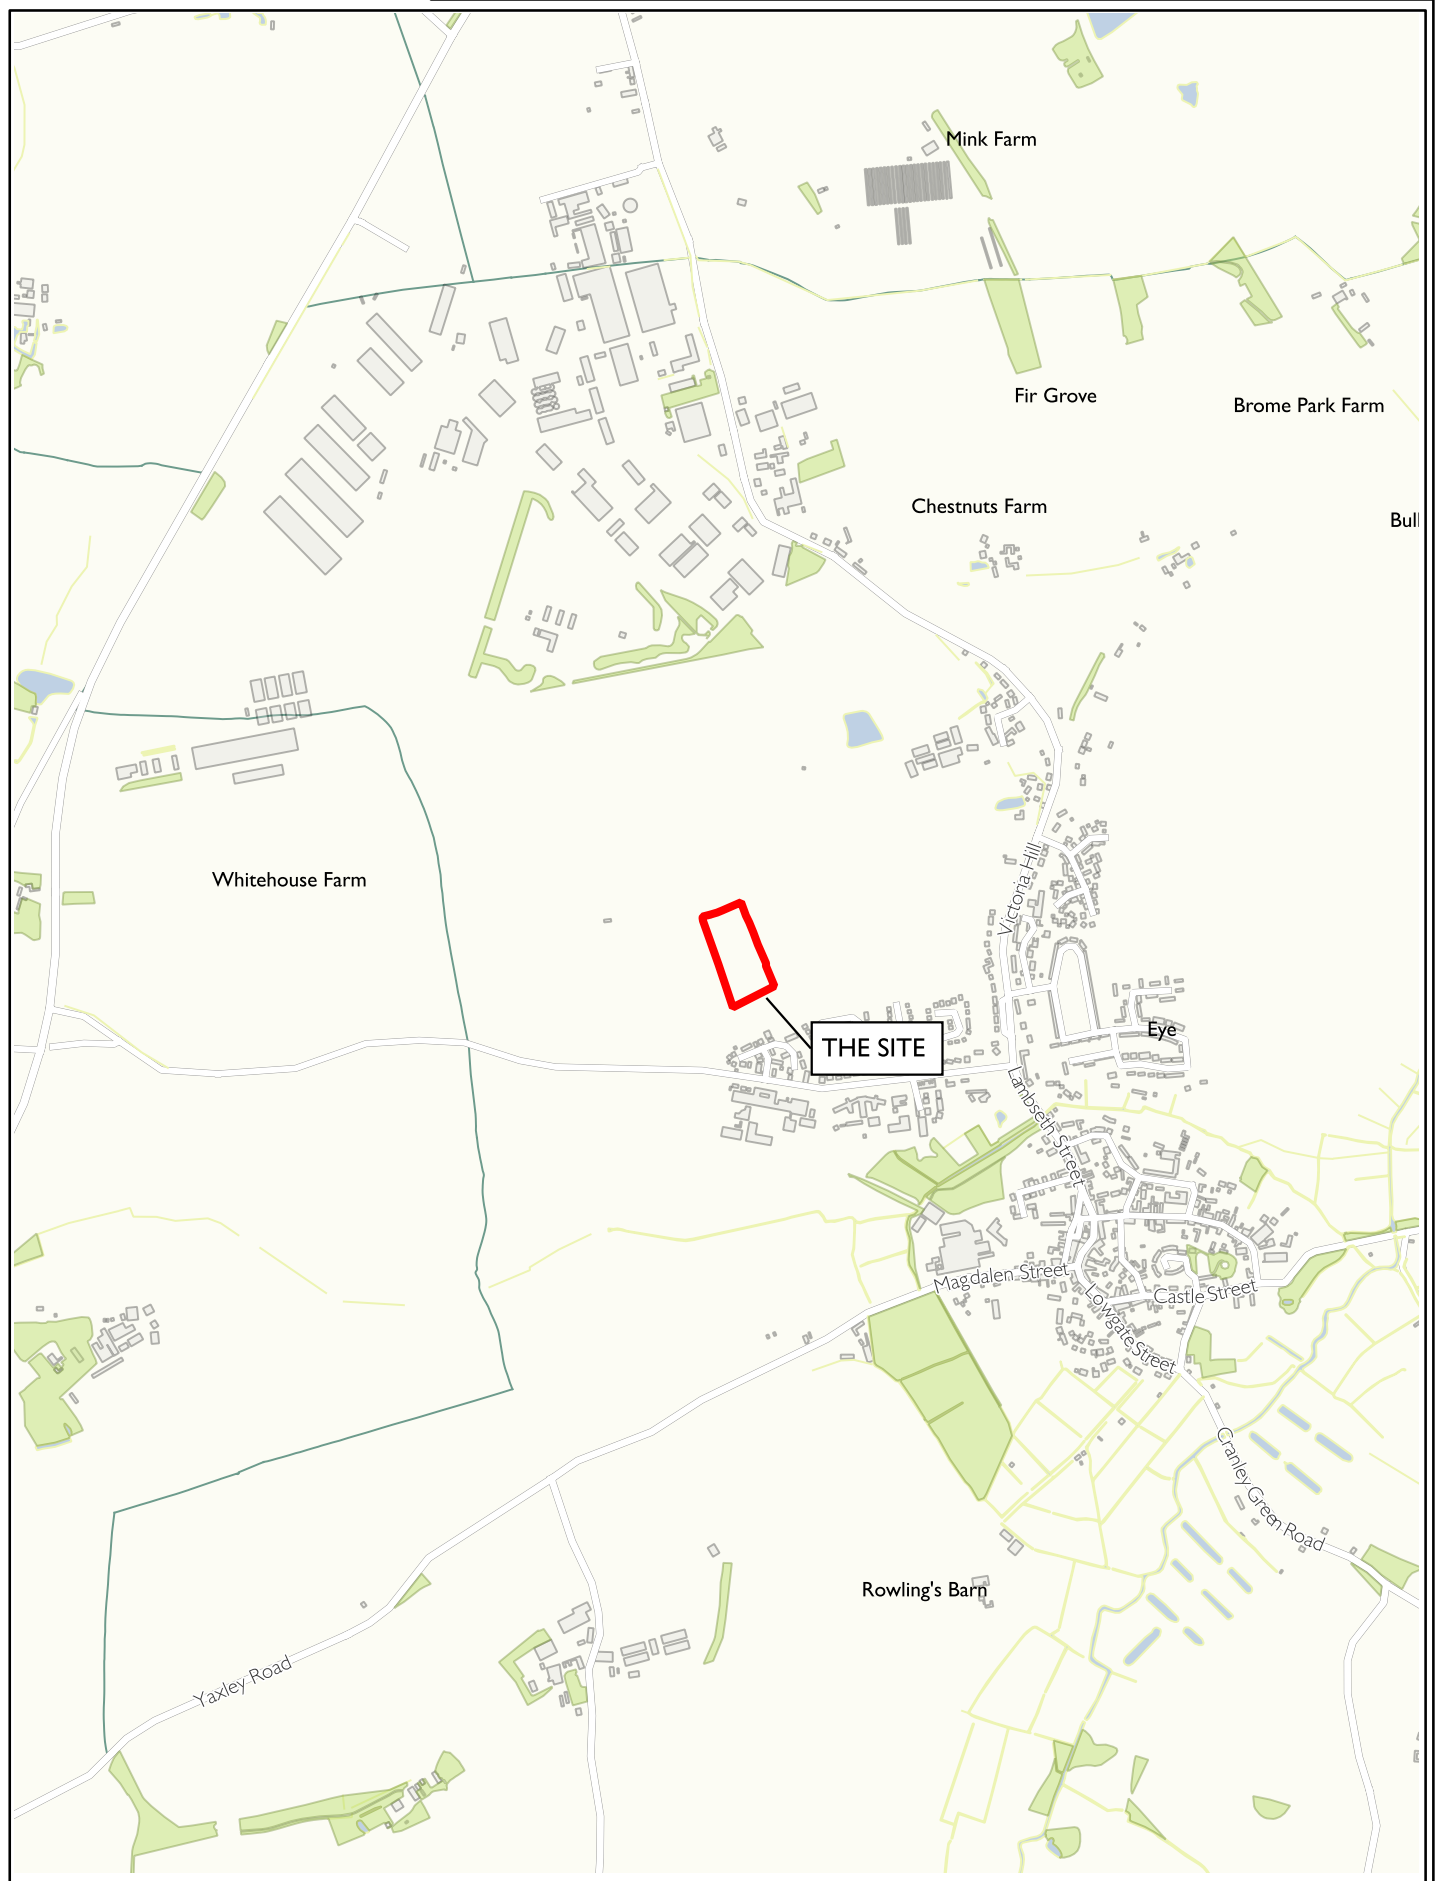 Mink Farm
Fir Grove
Brome Park Farm
Chestnuts Farm
Bull
Whitehouse Farm
Victoria Hill
Eye
THE SITE
Lambseth Street
Magdalen Street
Castle Street
Lowgate Street
Cranley Green Road
Rowling's Barn
Yaxley Road